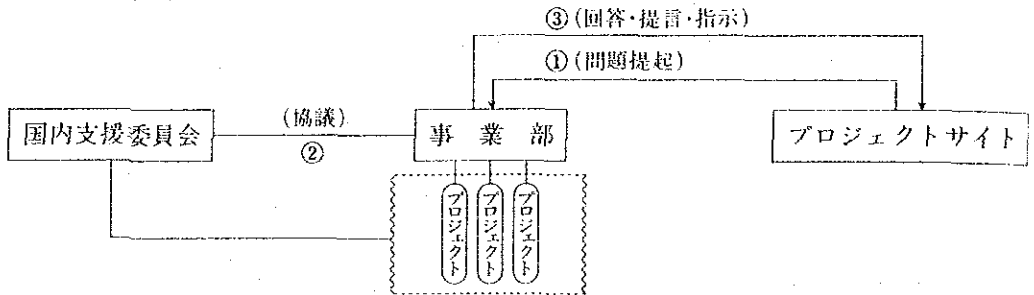 ③(回答・提言・指示)
①(問題提起)
国内支援委員会
(協議)
②
事業部
プロジェクトサイト
プロジェクト
プロジェクト
プロジェクト